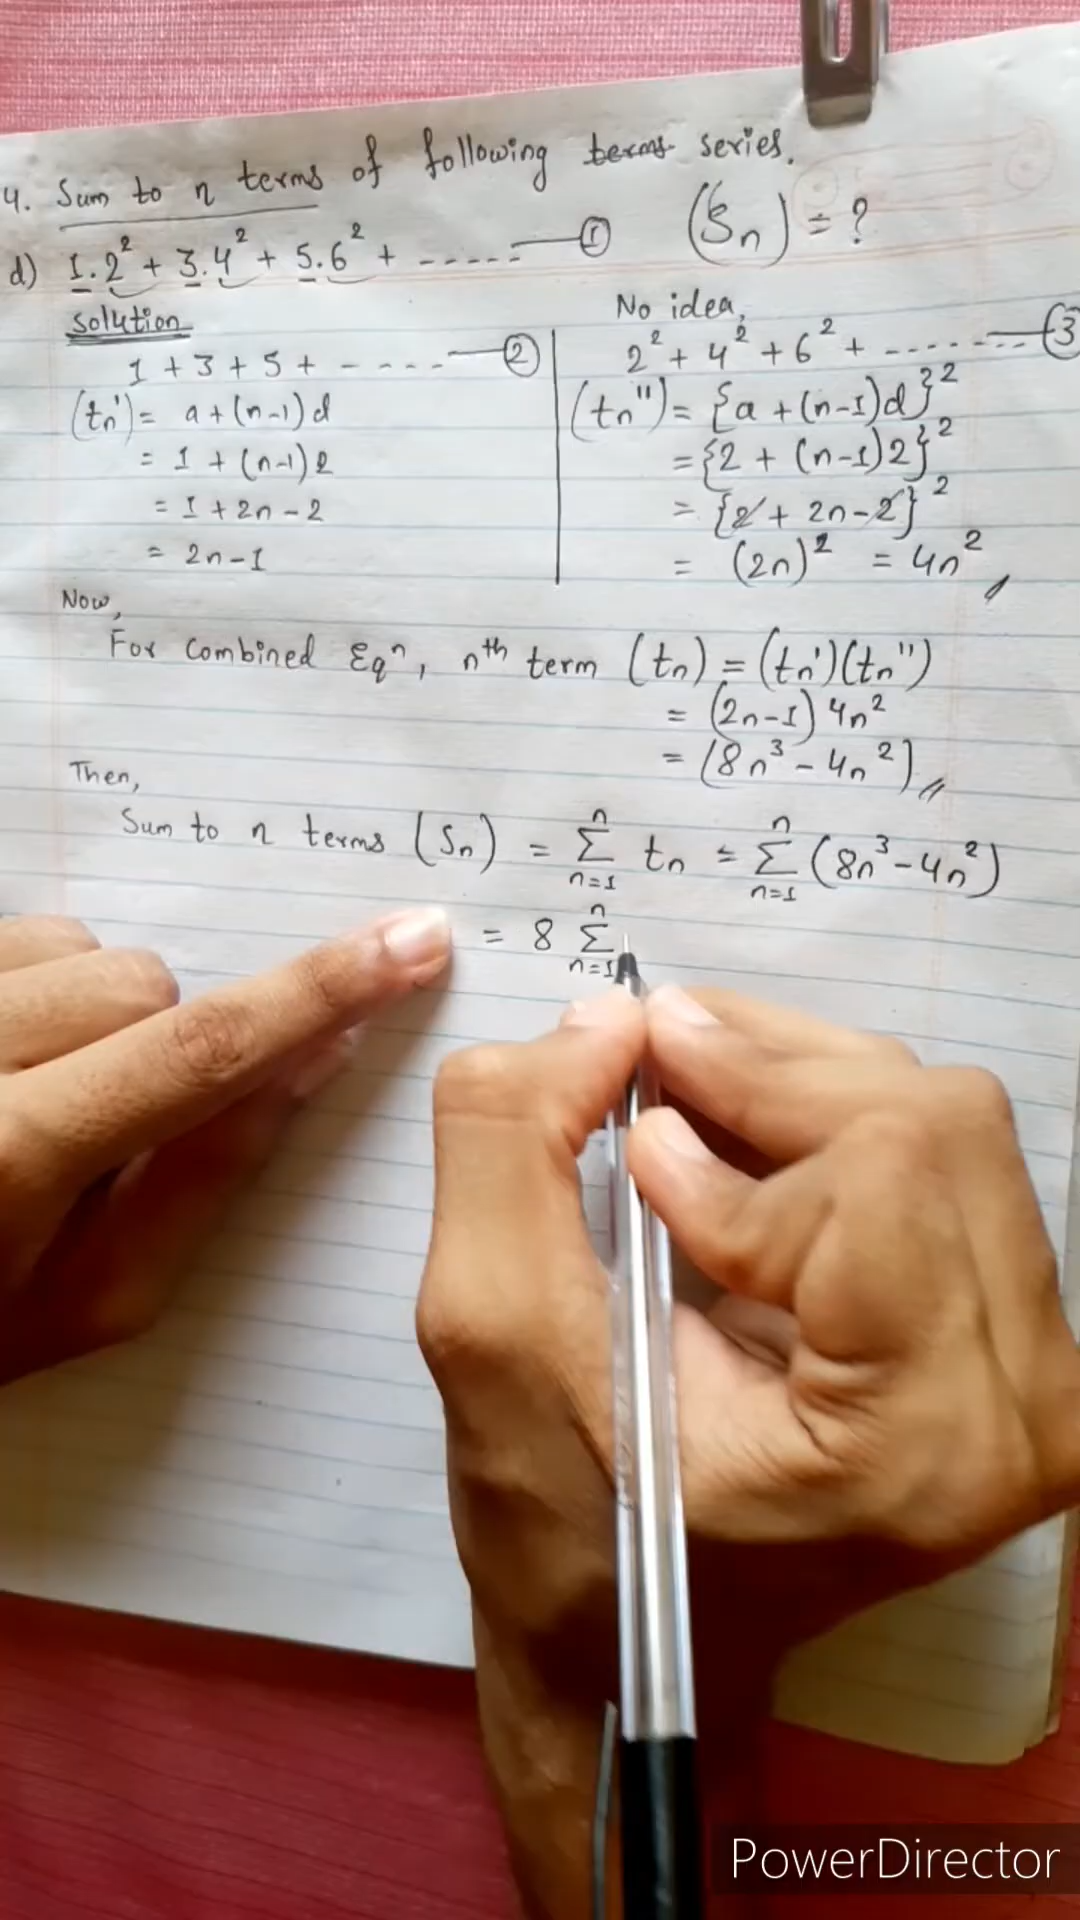 4. Sum to n terms of following terms series.
(Sn) = ?
d) 1.2² + 3.4² + 5.6² + ------ ①
Solution
1 + 3 + 5 + - - - - ②
(tn') = a + (n-1) d
= 1 + (n-1) 2
= 1 + 2n - 2
= 2n - 1
No idea,
2² + 4² + 6² + ........ ③
(tn'') = {a + (n-1)d}²
= {2 + (n-1)2}²
= {2 + 2n - 2}²
= (2n)² = 4n²
Now,
For Combined Eqⁿ, nth term (tn) = (tn')(tn'')
= (2n-1) 4n²
= (8n³ - 4n²)
Then,
Sum to n terms (Sn) = n Σ n=1 tn = n Σ n=1 (8n³ - 4n²)
= 8 n Σ n=1
PowerDirector